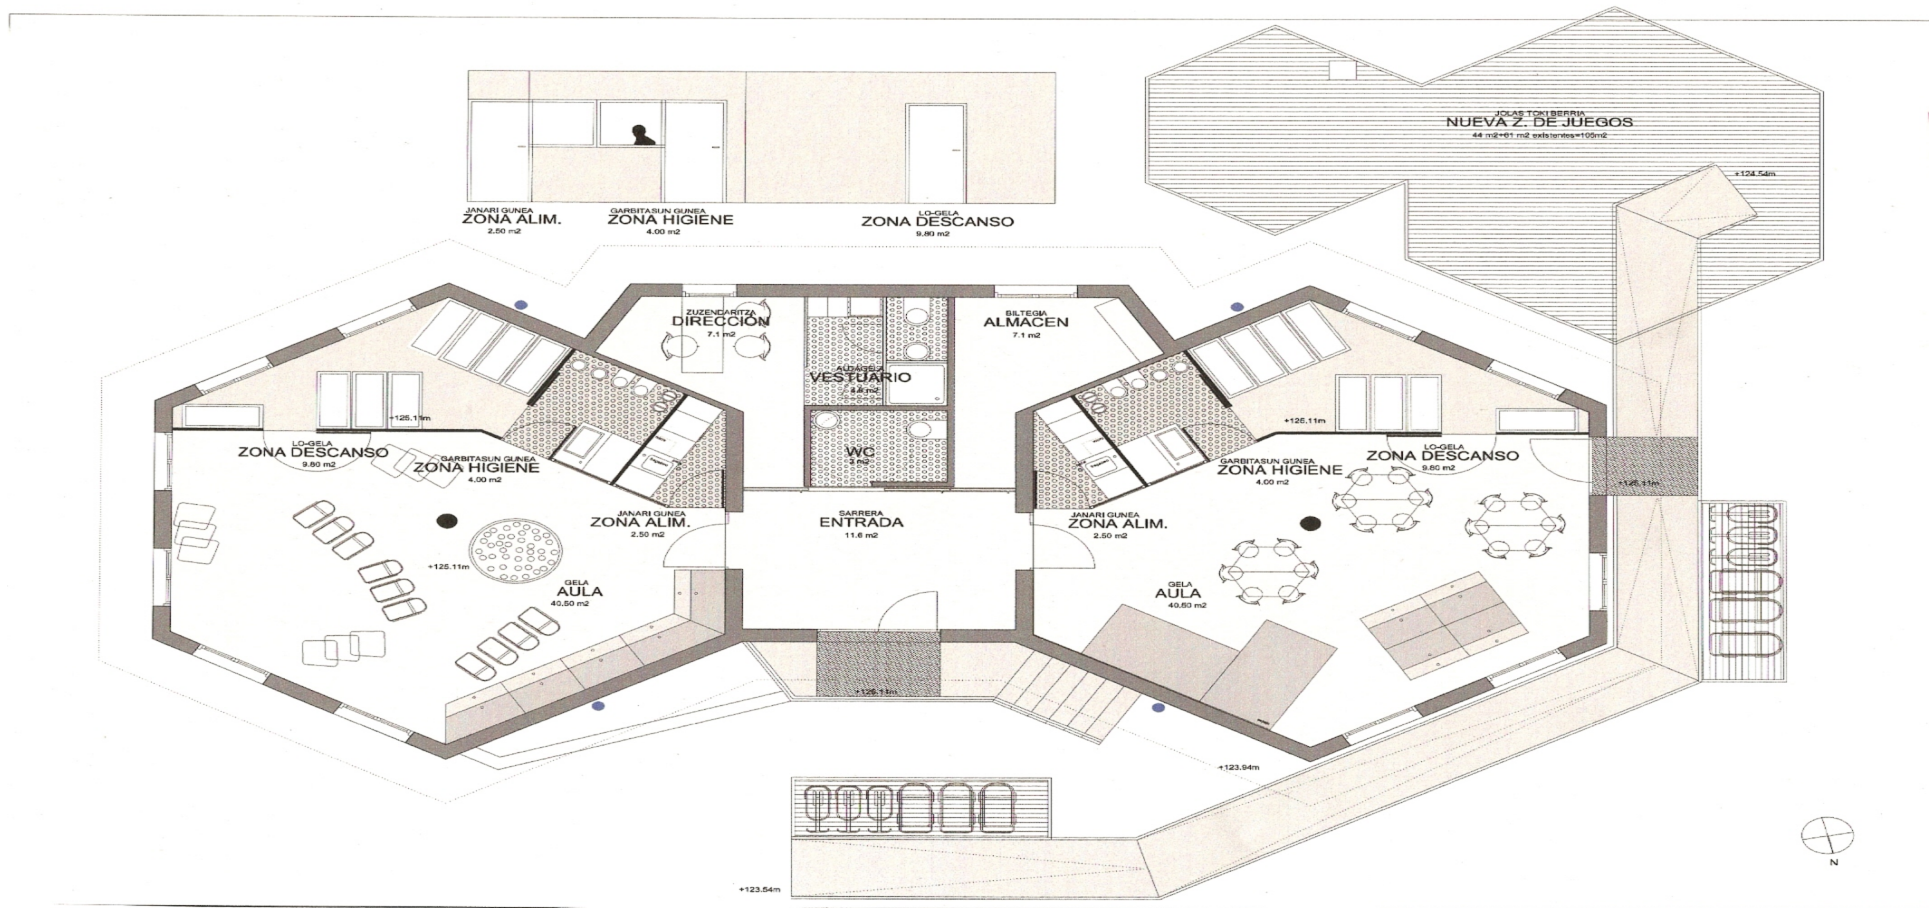 JOLAS TOKI BERRIA
NUEVA Z. DE JUEGOS
44 m2+61 m2 existentes=105m2
+124.54m
JANARI GUNEA
ZONA ALIM.
2.50 m2
GARBITASUN GUNEA
ZONA HIGIENE
4.00 m2
LO-GELA
ZONA DESCANSO
9.80 m2
ZUZENDARITZA
DIRECCIÓN
7.1 m2
BILTEGIA
ALMACEN
7.1 m2
VESTUARIO
+125.11m
+125.11m
WC
LO-GELA
ZONA DESCANSO
9.80 m2
GARBITASUN GUNEA
ZONA HIGIENE
4.00 m2
GARBITASUN GUNEA
ZONA HIGIENE
4.00 m2
LO-GELA
ZONA DESCANSO
9.80 m2
+125.11m
JANARI GUNEA
ZONA ALIM.
2.50 m2
SARRERA
ENTRADA
11.6 m2
JANARI GUNEA
ZONA ALIM.
2.50 m2
+125.11m
GELA
AULA
40.50 m2
GELA
AULA
40.50 m2
+125.11m
+123.94m
+123.54m
N